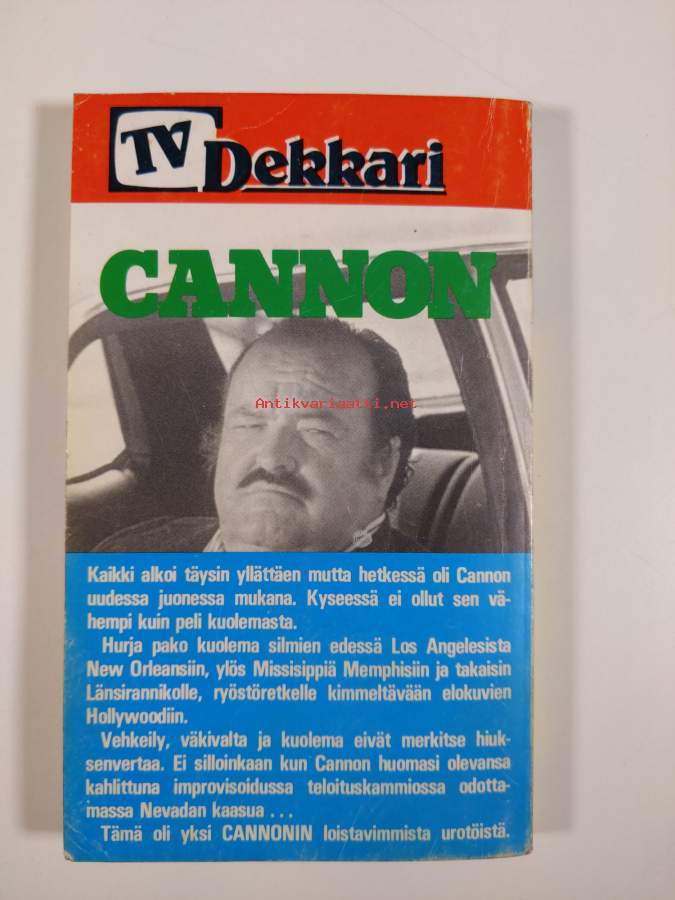 TV Dekkari
CANNON
Antikvariaatti.net
Kaikki alkoi täysin yllättäen mutta hetkessä oli Cannon
uudessa juonessa mukana. Kyseessä ei ollut sen vä-
hempi kuin peli kuolemasta.
Hurja pako kuolema silmien edessä Los Angelesista
New Orleansiin, ylös Missisippiä Memphisiin ja takaisin
Länsirannikolle, ryöstöretkelle kimmeltävään elokuvien
Hollywoodiin.
Vehkeily, väkivalta ja kuolema eivät merkitse hiuk-
senvertaa. Ei silloinkaan kun Cannon huomasi olevansa
kahlittuna improvisoidussa teloituskammiossa odotta-
massa Nevadan kaasua ...
Tämä oli yksi CANNONIN loistavimmista urotöistä.